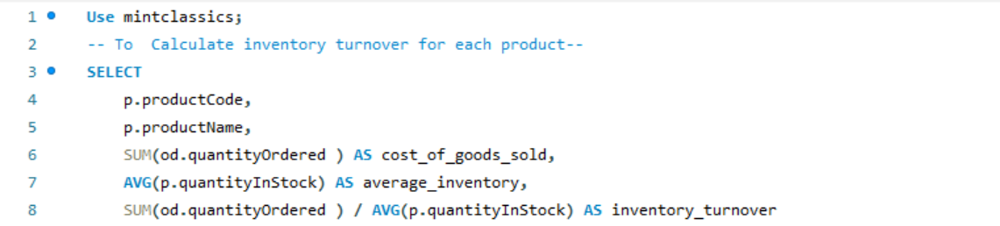 1 Use mintclassics;
2 -- To  Calculate inventory turnover for each product--
3 SELECT
4 p.productCode,
5 p.productName,
6 SUM(od.quantityOrdered ) AS cost_of_goods_sold,
7 AVG(p.quantityInStock) AS average_inventory,
8 SUM(od.quantityOrdered ) / AVG(p.quantityInStock) AS inventory_turnover